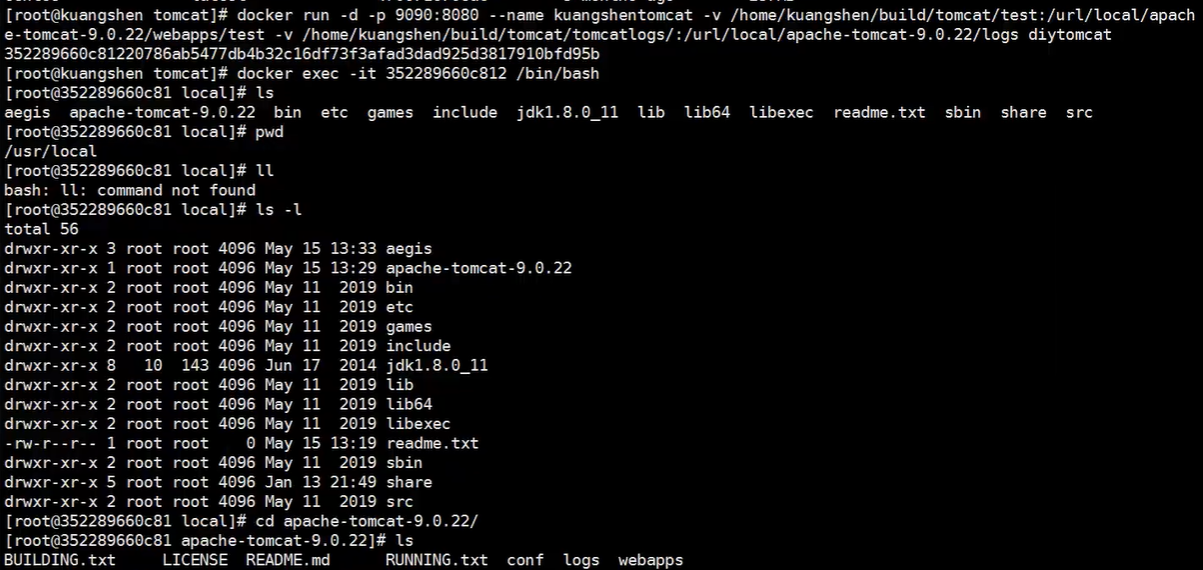 [root@kuangshen tomcat]# docker run -d -p 9090:8080 --name kuangshentomcat -v /home/kuangshen/build/tomcat/test:/url/local/apach
e-tomcat-9.0.22/webapps/test -v /home/kuangshen/build/tomcat/tomcatlogs/:/url/local/apache-tomcat-9.0.22/logs diytomcat
352289660c81220786ab5477db4b32c16df73f3afad3dad925d3817910bfd95b
[root@kuangshen tomcat]# docker exec -it 352289660c812 /bin/bash
[root@352289660c81 local]# ls
aegis  apache-tomcat-9.0.22  bin  etc  games  include  jdk1.8.0_11  lib  lib64  libexec  readme.txt  sbin  share  src
[root@352289660c81 local]# pwd
/usr/local
[root@352289660c81 local]# ll
bash: ll: command not found
[root@352289660c81 local]# ls -l
total 56
drwxr-xr-x 3 root root 4096 May 15 13:33 aegis
drwxr-xr-x 1 root root 4096 May 15 13:29 apache-tomcat-9.0.22
drwxr-xr-x 2 root root 4096 May 11  2019 bin
drwxr-xr-x 2 root root 4096 May 11  2019 etc
drwxr-xr-x 2 root root 4096 May 11  2019 games
drwxr-xr-x 2 root root 4096 May 11  2019 include
drwxr-xr-x 8   10  143 4096 Jun 17  2014 jdk1.8.0_11
drwxr-xr-x 2 root root 4096 May 11  2019 lib
drwxr-xr-x 2 root root 4096 May 11  2019 lib64
drwxr-xr-x 2 root root 4096 May 11  2019 libexec
-rw-r--r-- 1 root root    0 May 15 13:19 readme.txt
drwxr-xr-x 2 root root 4096 May 11  2019 sbin
drwxr-xr-x 5 root root 4096 Jan 13 21:49 share
drwxr-xr-x 2 root root 4096 May 11  2019 src
[root@352289660c81 local]# cd apache-tomcat-9.0.22/
[root@352289660c81 apache-tomcat-9.0.22]# ls
BUILDING.txt     LICENSE  README.md      RUNNING.txt  conf  logs  webapps